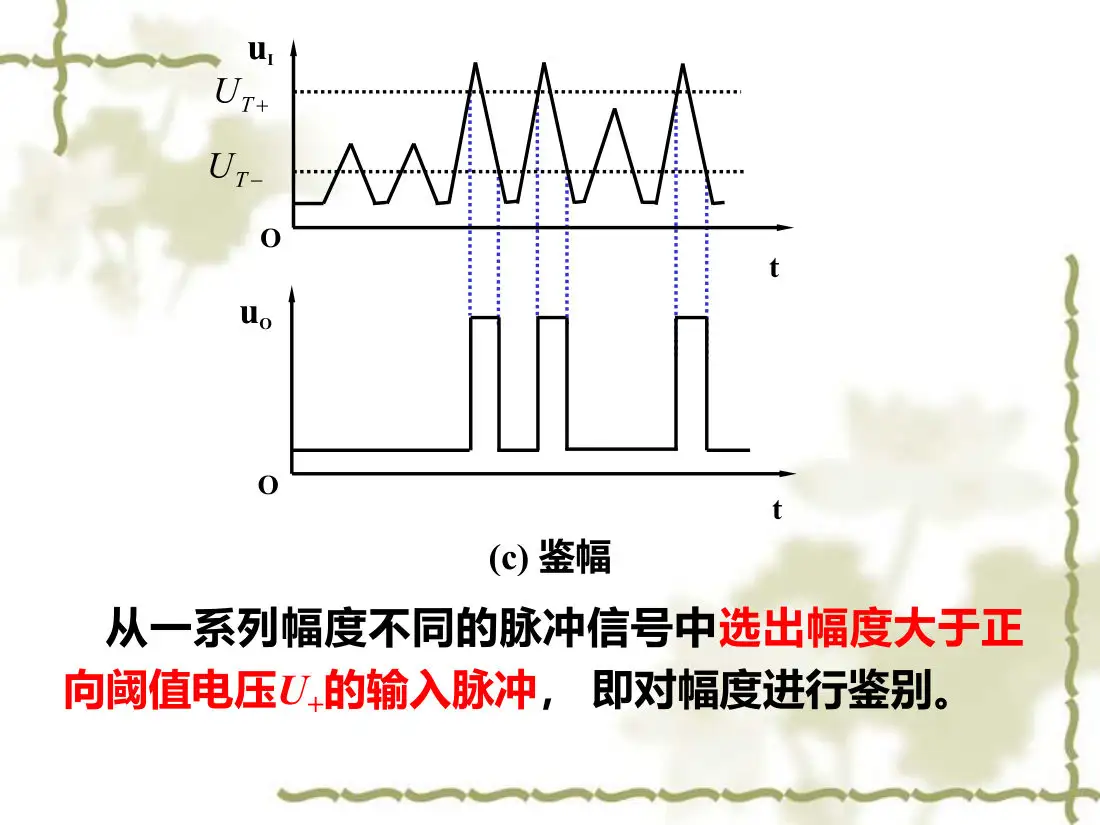 uI
UT+
UT−
O
t
uO
O
t
(c) 鉴幅
从一系列幅度不同的脉冲信号中选出幅度大于正
向阈值电压U+的输入脉冲， 即对幅度进行鉴别。